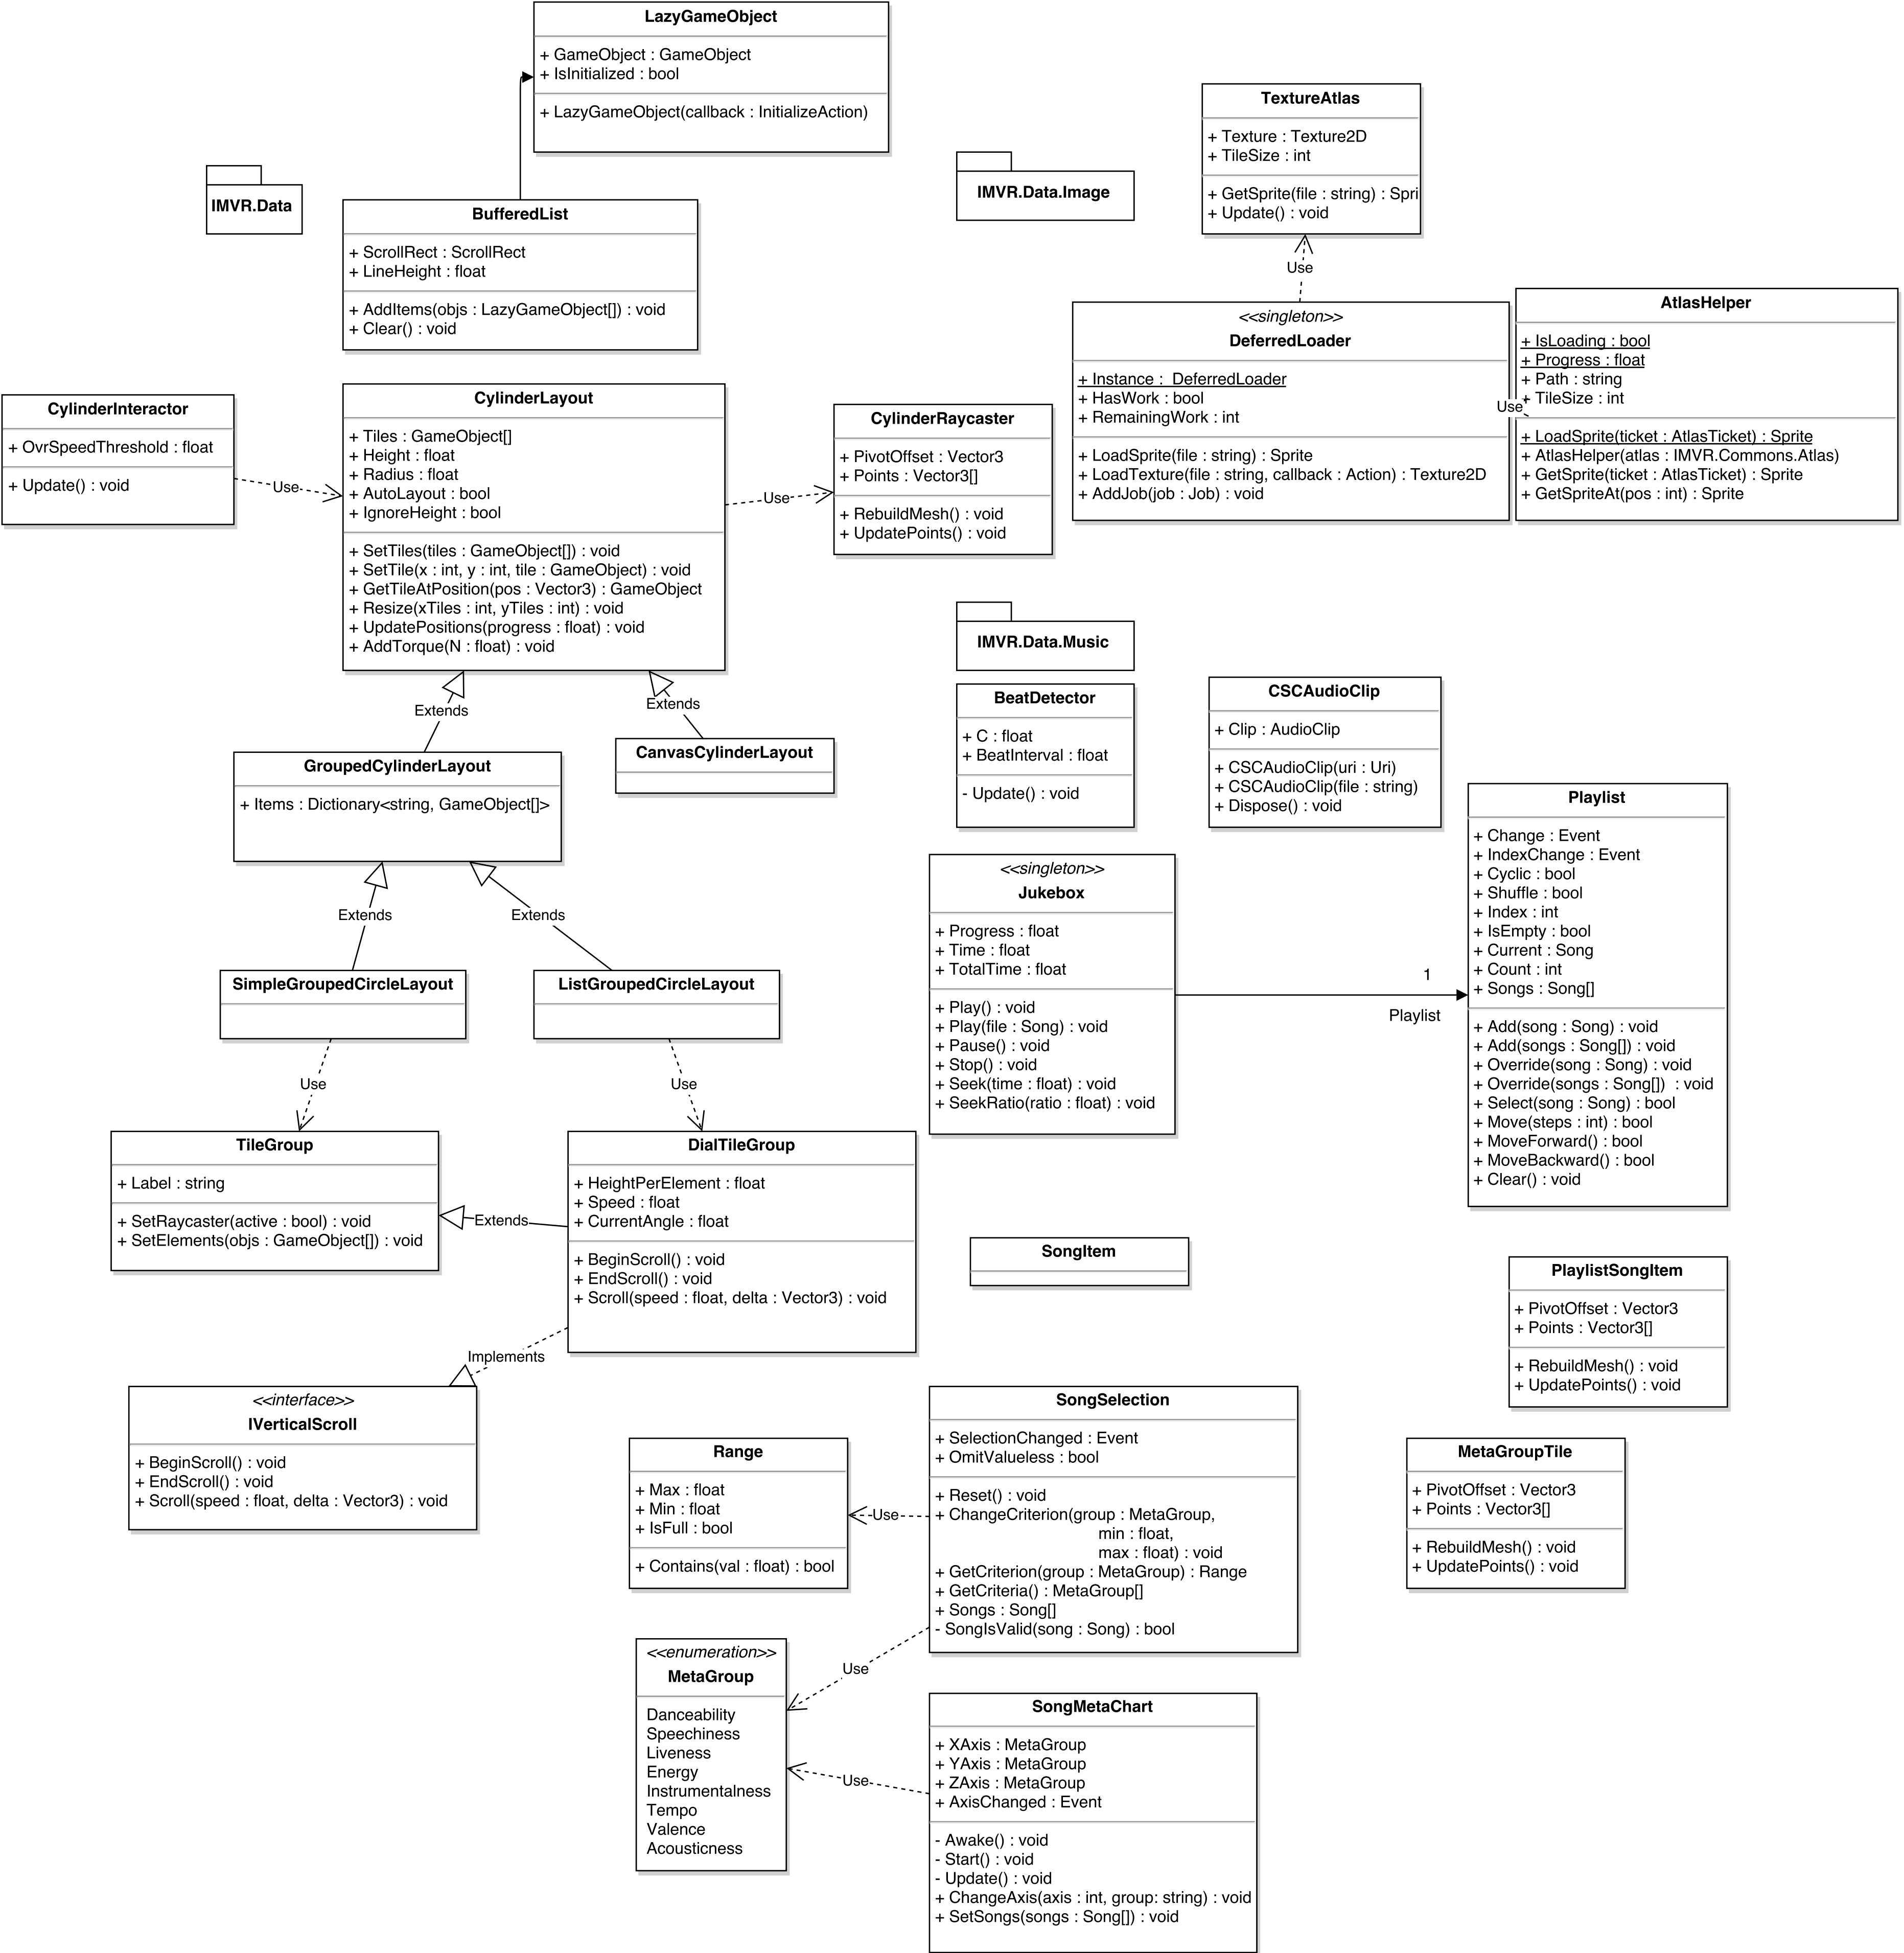 LazyGameObject
+ GameObject : GameObject
+ IsInitialized : bool
+ LazyGameObject(callback : InitializeAction)
IMVR.Data
BufferedList
+ ScrollRect : ScrollRect
+ LineHeight : float
+ AddItems(objs : LazyGameObject[]) : void
+ Clear() : void
IMVR.Data.Image
TextureAtlas
+ Texture : Texture2D
+ TileSize : int
+ GetSprite(file : string) : Spri
+ Update() : void
Use
<<singleton>>
DeferredLoader
+ Instance :  DeferredLoader
+ HasWork : bool
+ RemainingWork : int
+ LoadSprite(file : string) : Sprite
+ LoadTexture(file : string, callback : Action) : Texture2D
+ AddJob(job : Job) : void
Use
AtlasHelper
+ IsLoading : bool
+ Progress : float
+ Path : string
+ TileSize : int
+ LoadSprite(ticket : AtlasTicket) : Sprite
+ AtlasHelper(atlas : IMVR.Commons.Atlas)
+ GetSprite(ticket : AtlasTicket) : Sprite
+ GetSpriteAt(pos : int) : Sprite
CylinderInteractor
+ OvrSpeedThreshold : float
+ Update() : void
Use
CylinderLayout
+ Tiles : GameObject[]
+ Height : float
+ Radius : float
+ AutoLayout : bool
+ IgnoreHeight : bool
+ SetTiles(tiles : GameObject[]) : void
+ SetTile(x : int, y : int, tile : GameObject) : void
+ GetTileAtPosition(pos : Vector3) : GameObject
+ Resize(xTiles : int, yTiles : int) : void
+ UpdatePositions(progress : float) : void
+ AddTorque(N : float) : void
Use
CylinderRaycaster
+ PivotOffset : Vector3
+ Points : Vector3[]
+ RebuildMesh() : void
+ UpdatePoints() : void
Extends
Extends
GroupedCylinderLayout
+ Items : Dictionary<string, GameObject[]>
CanvasCylinderLayout
Extends
Extends
SimpleGroupedCircleLayout
ListGroupedCircleLayout
Use
Use
TileGroup
+ Label : string
+ SetRaycaster(active : bool) : void
+ SetElements(objs : GameObject[]) : void
Extends
DialTileGroup
+ HeightPerElement : float
+ Speed : float
+ CurrentAngle : float
+ BeginScroll() : void
+ EndScroll() : void
+ Scroll(speed : float, delta : Vector3) : void
Implements
<<interface>>
IVerticalScroll
+ BeginScroll() : void
+ EndScroll() : void
+ Scroll(speed : float, delta : Vector3) : void
IMVR.Data.Music
BeatDetector
+ C : float
+ BeatInterval : float
- Update() : void
CSCAudioClip
+ Clip : AudioClip
+ CSCAudioClip(uri : Uri)
+ CSCAudioClip(file : string)
+ Dispose() : void
<<singleton>>
Jukebox
+ Progress : float
+ Time : float
+ TotalTime : float
+ Play() : void
+ Play(file : Song) : void
+ Pause() : void
+ Stop() : void
+ Seek(time : float) : void
+ SeekRatio(ratio : float) : void
1
Playlist
Playlist
+ Change : Event
+ IndexChange : Event
+ Cyclic : bool
+ Shuffle : bool
+ Index : int
+ IsEmpty : bool
+ Current : Song
+ Count : int
+ Songs : Song[]
+ Add(song : Song) : void
+ Add(songs : Song[]) : void
+ Override(song : Song) : void
+ Override(songs : Song[])  : void
+ Select(song : Song) : bool
+ Move(steps : int) : bool
+ MoveForward() : bool
+ MoveBackward() : bool
+ Clear() : void
SongItem
PlaylistSongItem
+ PivotOffset : Vector3
+ Points : Vector3[]
+ RebuildMesh() : void
+ UpdatePoints() : void
Range
+ Max : float
+ Min : float
+ IsFull : bool
+ Contains(val : float) : bool
Use
SongSelection
+ SelectionChanged : Event
+ OmitValueless : bool
+ Reset() : void
+ ChangeCriterion(group : MetaGroup,
min : float,
max : float) : void
+ GetCriterion(group : MetaGroup) : Range
+ GetCriteria() : MetaGroup[]
+ Songs : Song[]
- SongIsValid(song : Song) : bool
MetaGroupTile
+ PivotOffset : Vector3
+ Points : Vector3[]
+ RebuildMesh() : void
+ UpdatePoints() : void
Use
<<enumeration>>
MetaGroup
Danceability
Speechiness
Liveness
Energy
Instrumentalness
Tempo
Valence
Acousticness
Use
SongMetaChart
+ XAxis : MetaGroup
+ YAxis : MetaGroup
+ ZAxis : MetaGroup
+ AxisChanged : Event
- Awake() : void
- Start() : void
- Update() : void
+ ChangeAxis(axis : int, group: string) : void
+ SetSongs(songs : Song[]) : void